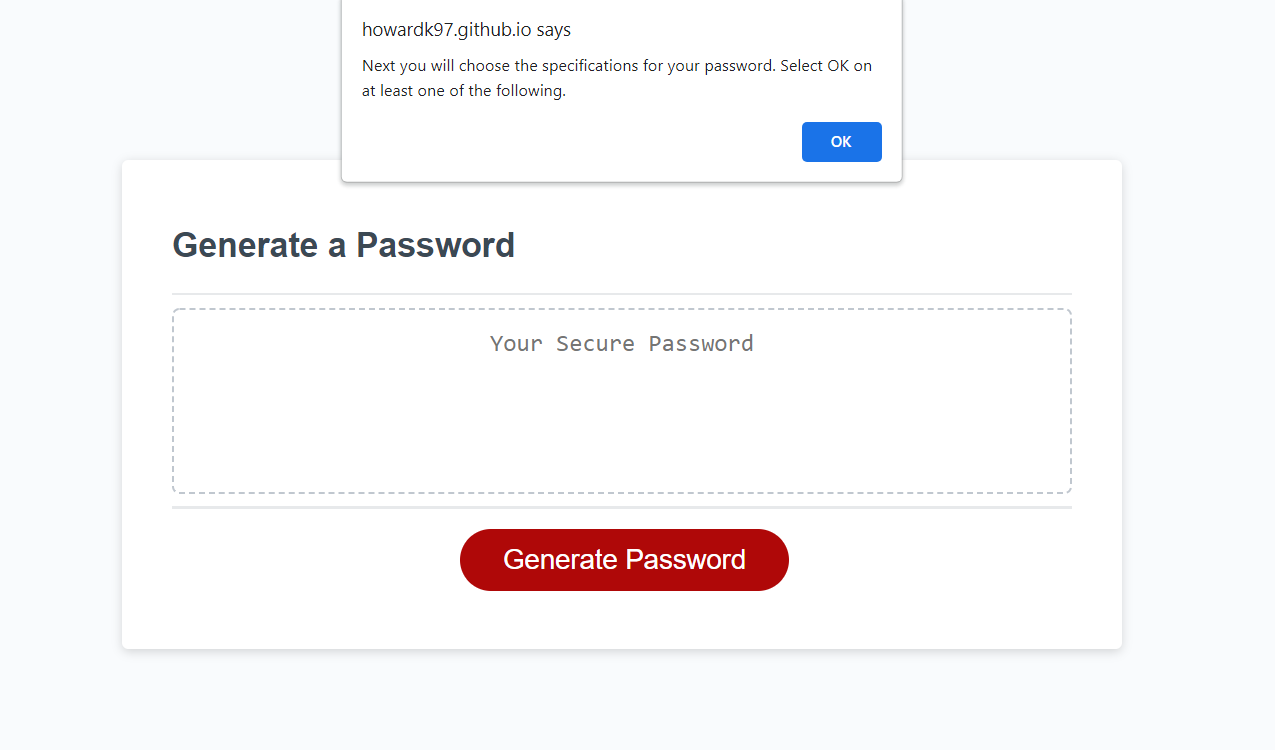 howardk97.github.io says
Next you will choose the specifications for your password. Select OK on
at least one of the following.
OK
Generate a Password
Your Secure Password
Generate Password